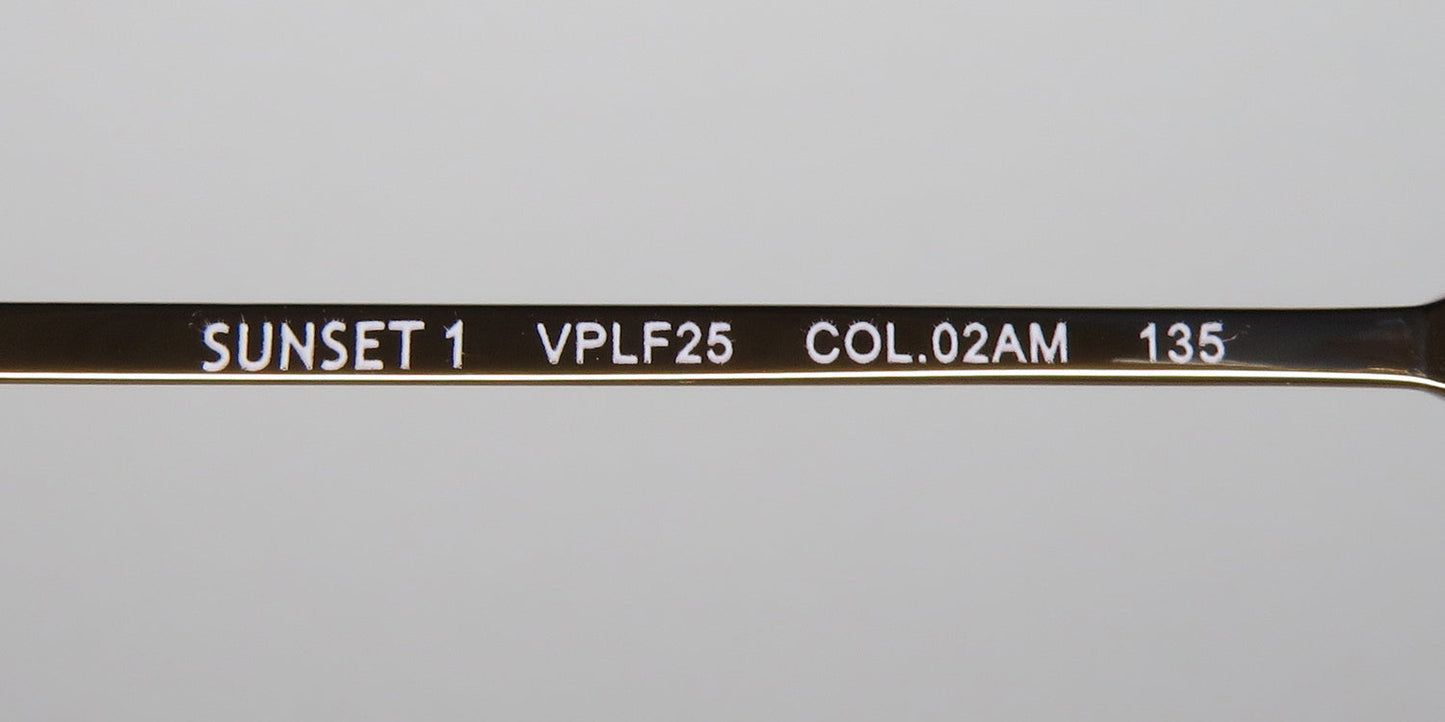 SUNSET 1 VPLF25 COL.02AM 135